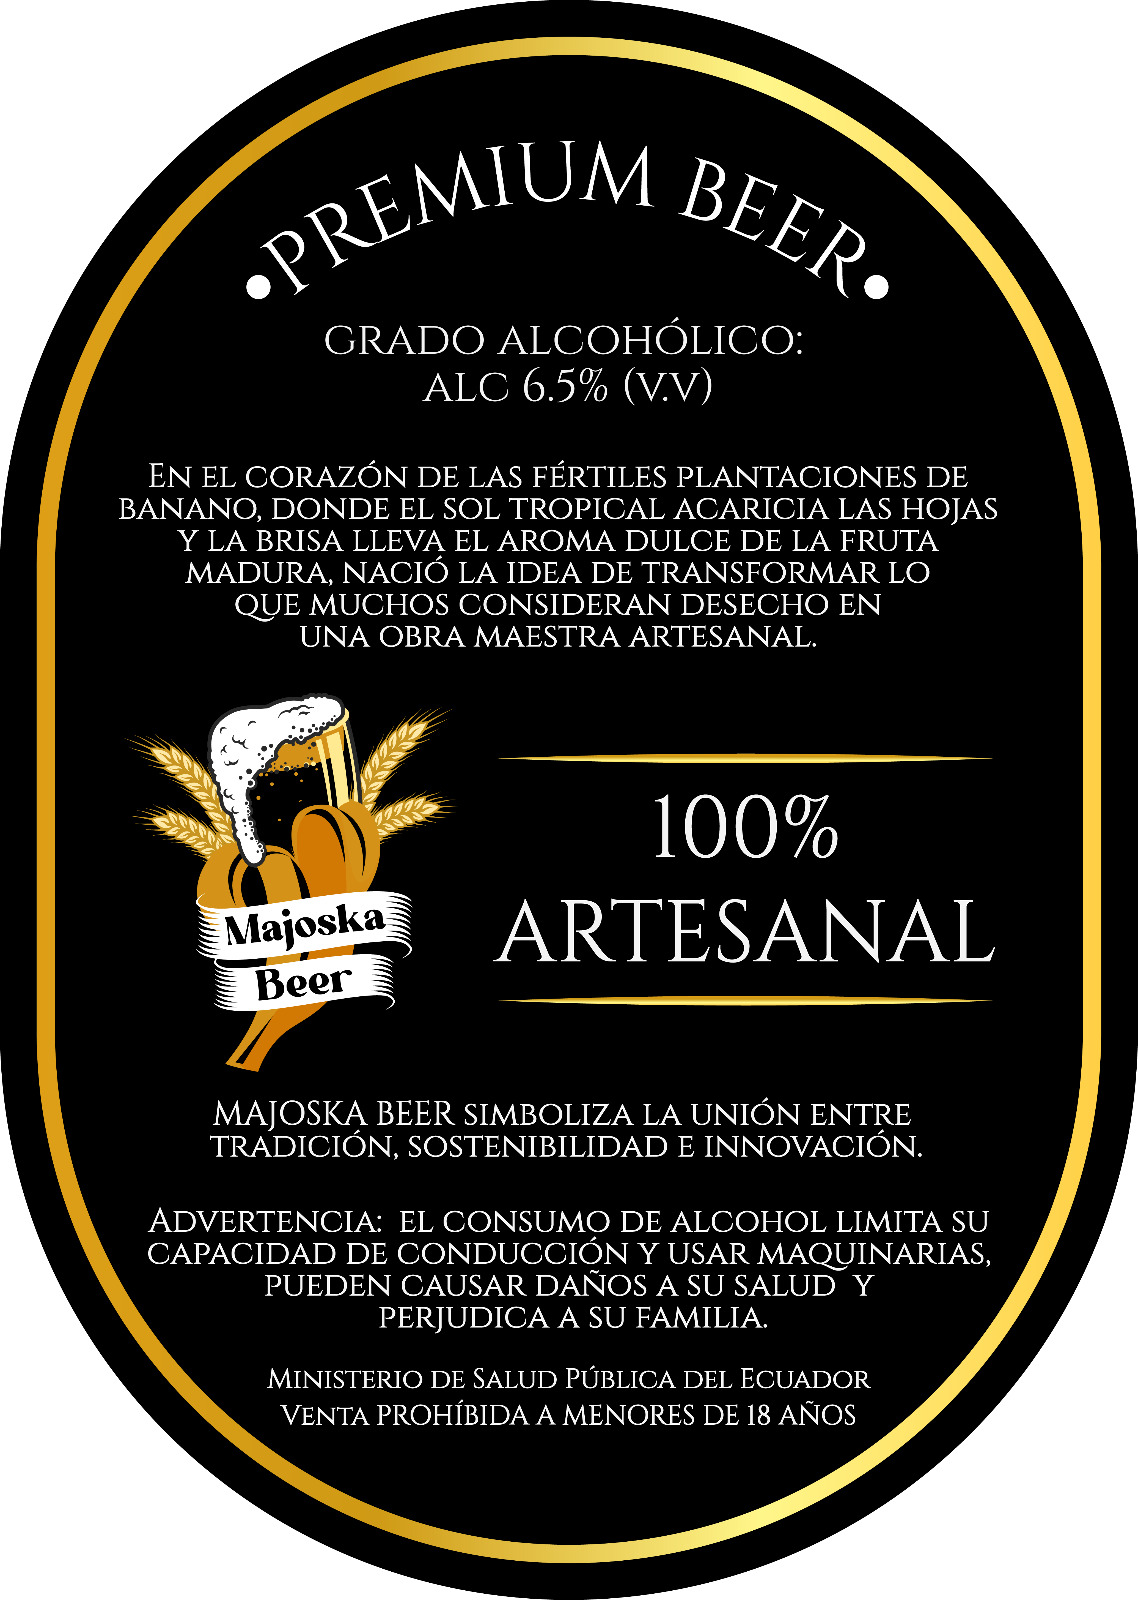 •PREMIUM BEER•
GRADO ALCOHÓLICO:
ALC 6.5% (V.V)
EN EL CORAZÓN DE LAS FÉRTILES PLANTACIONES DE
BANANO, DONDE EL SOL TROPICAL ACARICIA LAS HOJAS
Y LA BRISA LLEVA EL AROMA DULCE DE LA FRUTA
MADURA, NACIÓ LA IDEA DE TRANSFORMAR LO
QUE MUCHOS CONSIDERAN DESECHO EN
UNA OBRA MAESTRA ARTESANAL.
Majoska
Beer
100%
ARTESANAL
MAJOSKA BEER SIMBOLIZA LA UNIÓN ENTRE
TRADICIÓN, SOSTENIBILIDAD E INNOVACIÓN.
ADVERTENCIA: EL CONSUMO DE ALCOHOL LIMITA SU
CAPACIDAD DE CONDUCCIÓN Y USAR MAQUINARIAS,
PUEDEN CAUSAR DAÑOS A SU SALUD Y
PERJUDICA A SU FAMILIA.
MINISTERIO DE SALUD PÚBLICA DEL ECUADOR
VENTA PROHÍBIDA A MENORES DE 18 AÑOS